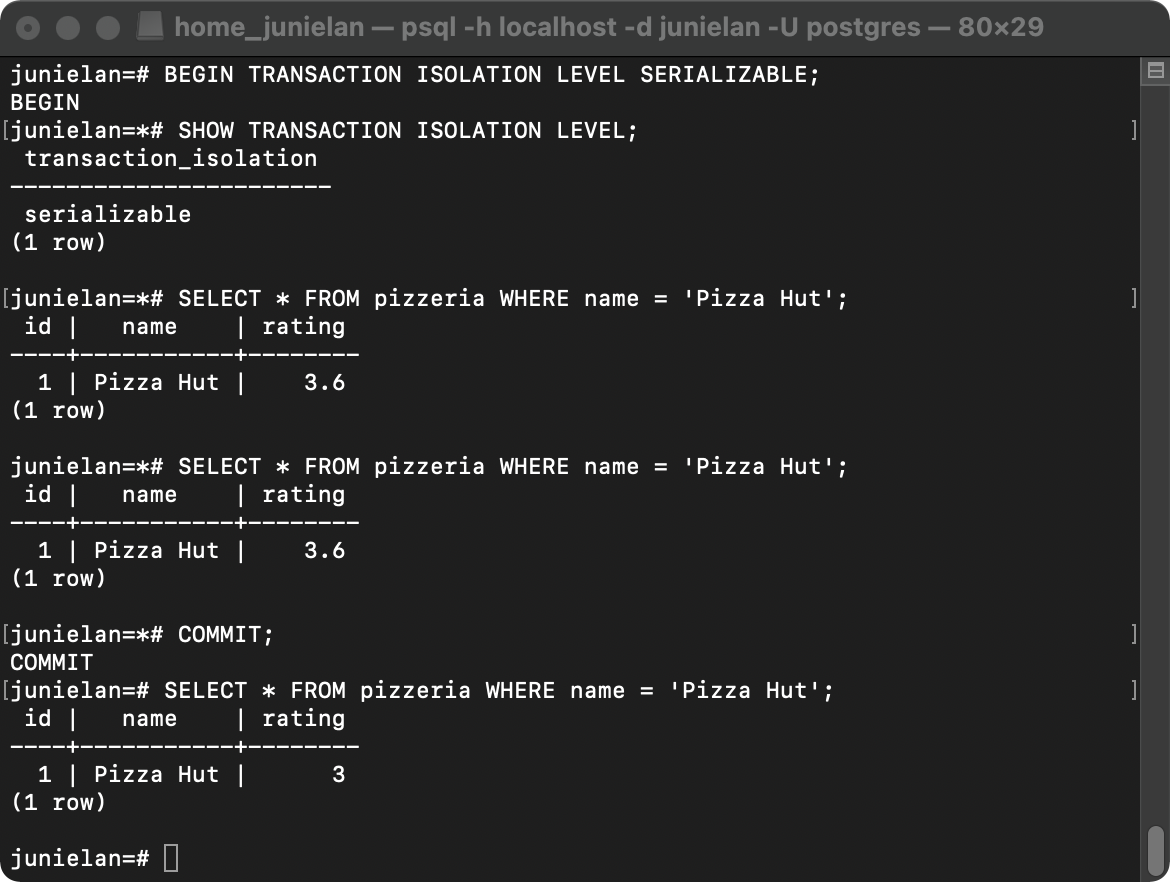 home_junielan — psql -h localhost -d junielan -U postgres — 80×29
junielan=# BEGIN TRANSACTION ISOLATION LEVEL SERIALIZABLE;
BEGIN
[junielan=*# SHOW TRANSACTION ISOLATION LEVEL; ]
 transaction_isolation
-----------------------
 serializable
(1 row)

[junielan=*# SELECT * FROM pizzeria WHERE name = 'Pizza Hut'; ]
 id |   name    | rating
----+-----------+--------
  1 | Pizza Hut |    3.6
(1 row)

junielan=*# SELECT * FROM pizzeria WHERE name = 'Pizza Hut';
 id |   name    | rating
----+-----------+--------
  1 | Pizza Hut |    3.6
(1 row)

[junielan=*# COMMIT; ]
COMMIT
[junielan=# SELECT * FROM pizzeria WHERE name = 'Pizza Hut'; ]
 id |   name    | rating
----+-----------+--------
  1 | Pizza Hut |      3
(1 row)

junielan=#